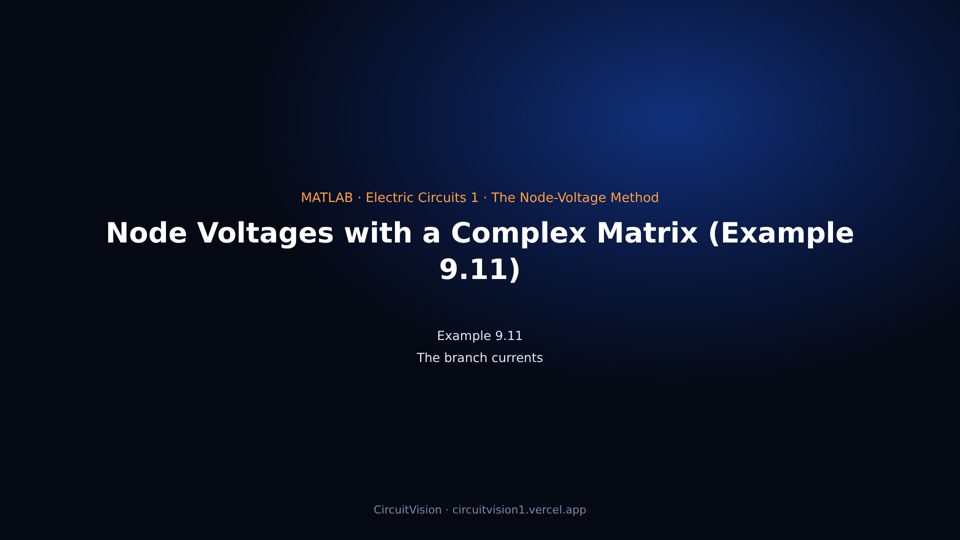 MATLAB · Electric Circuits 1 · The Node-Voltage Method
Node Voltages with a Complex Matrix (Example
9.11)
Example 9.11
The branch currents
CircuitVision · circuitvision1.vercel.app